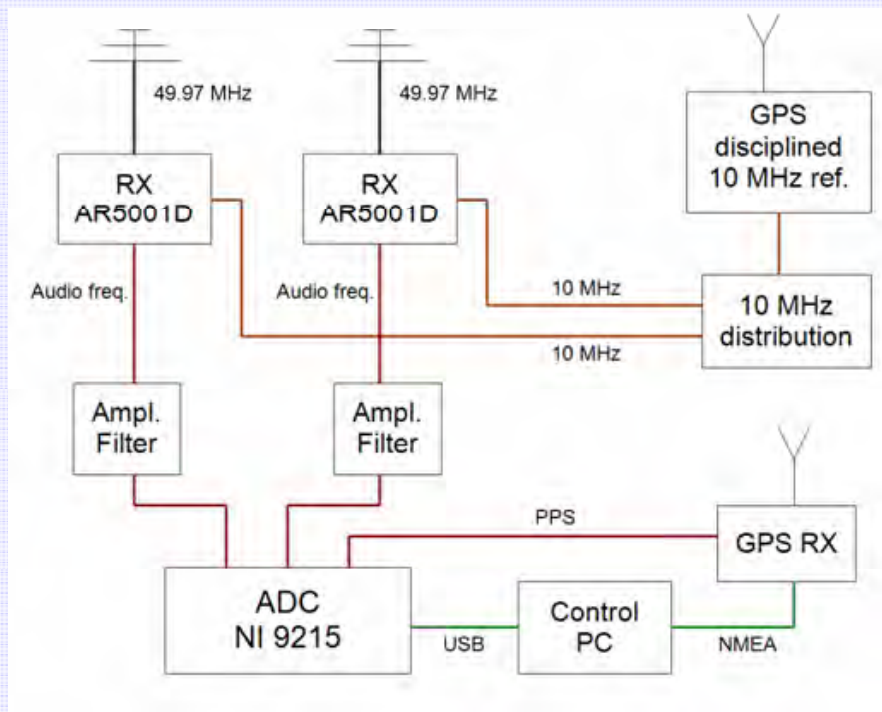 49.97 MHz
49.97 MHz
GPS
disciplined
10 MHz ref.
RX
AR5001D
RX
AR5001D
Audio freq.
Audio freq.
10 MHz
10 MHz
10 MHz
distribution
Ampl.
Filter
Ampl.
Filter
PPS
GPS RX
ADC
NI 9215
USB
Control
PC
NMEA